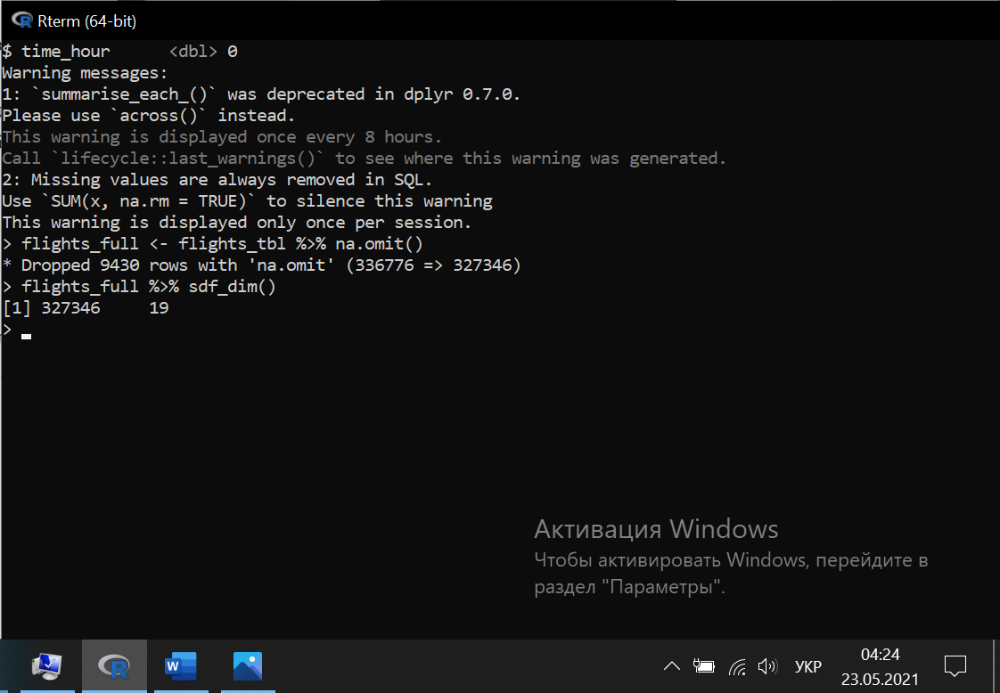 Rterm (64-bit)
$ time_hour      <dbl> 0
Warning messages:
1: `summarise_each_()` was deprecated in dplyr 0.7.0.
Please use `across()` instead.
This warning is displayed once every 8 hours.
Call `lifecycle::last_warnings()` to see where this warning was generated.
2: Missing values are always removed in SQL.
Use `SUM(x, na.rm = TRUE)` to silence this warning
This warning is displayed only once per session.
> flights_full <- flights_tbl %>% na.omit()
* Dropped 9430 rows with 'na.omit' (336776 => 327346)
> flights_full %>% sdf_dim()
[1] 327346     19
>
Активация Windows
Чтобы активировать Windows, перейдите в
раздел "Параметры".
УКР
04:24
23.05.2021